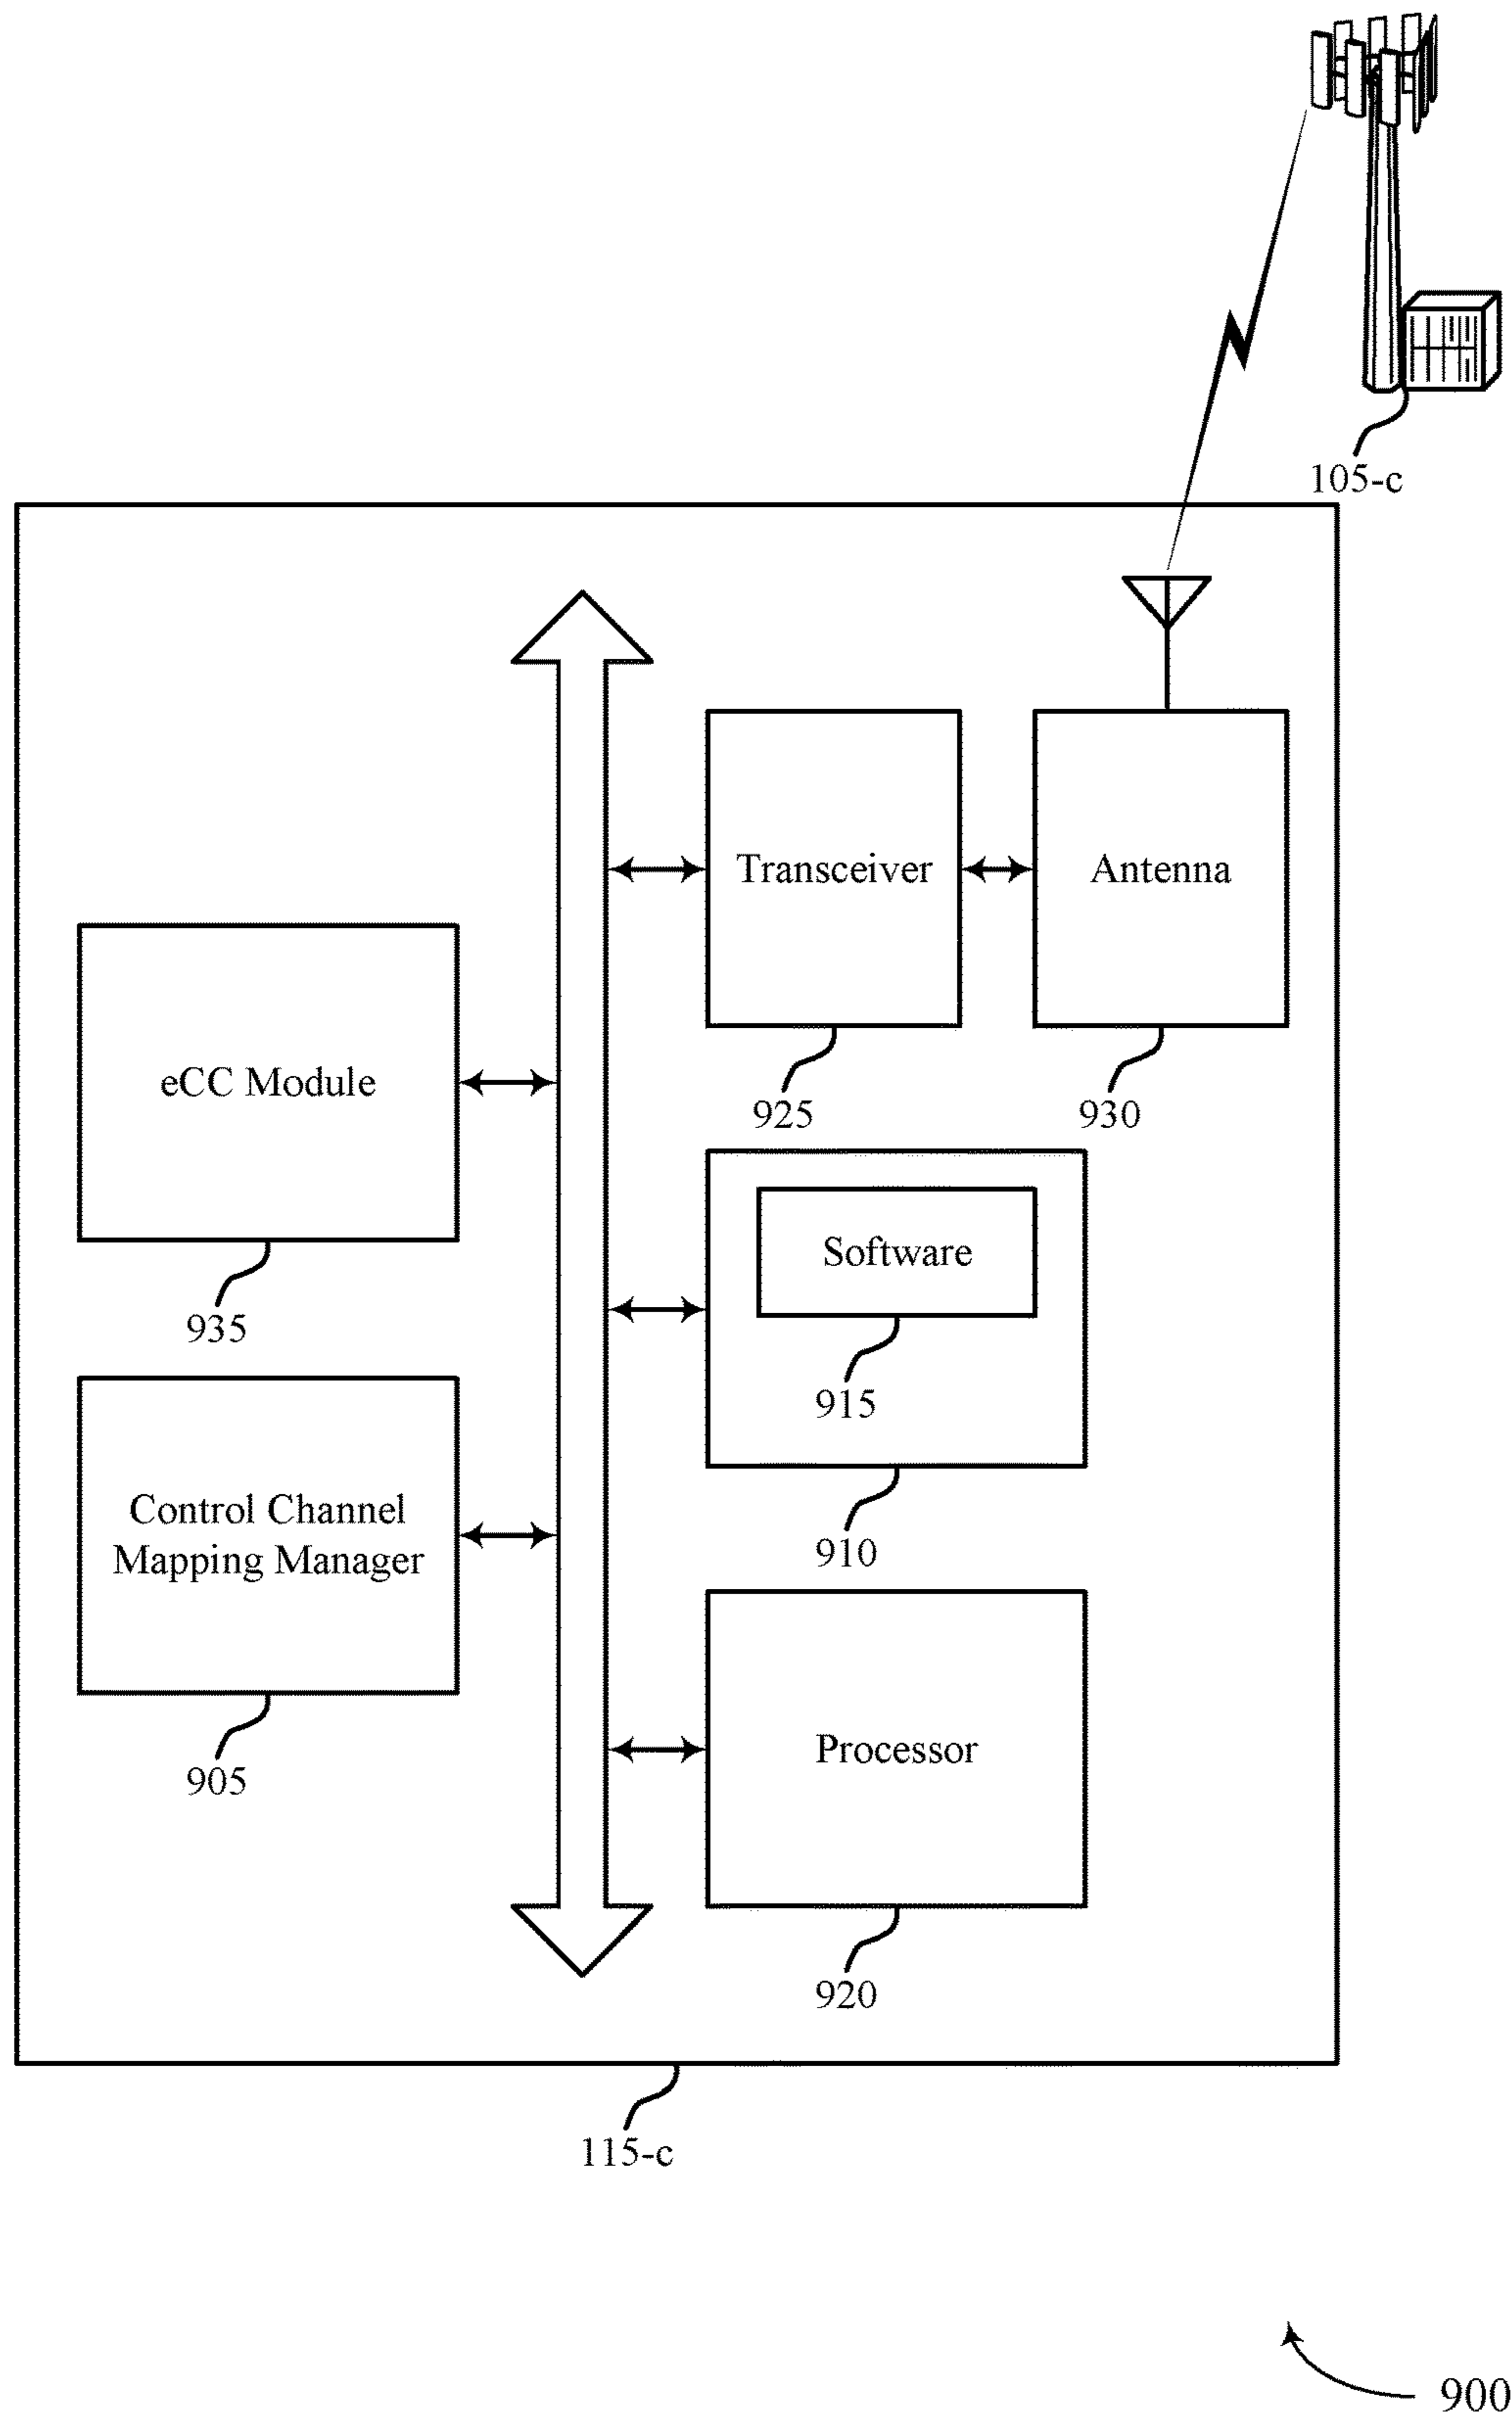 105-c
Transceiver
Antenna
925
930
eCC Module
935
Software
915
910
Control Channel
Mapping Manager
905
Processor
920
115-c
900